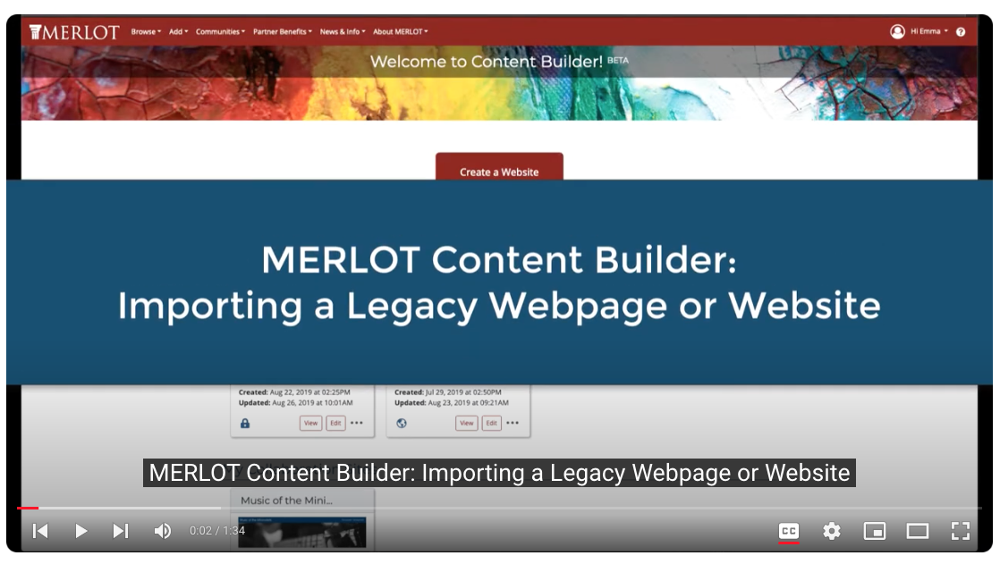 MERLOT Browse Add Communities Partner Benefits News & Info About MERLOT Hi Emma ?
Welcome to Content Builder! BETA
Create a Website
MERLOT Content Builder:
Importing a Legacy Webpage or Website
Created: Aug 22, 2019 at 02:25PM
Updated: Aug 26, 2019 at 10:01AM
View Edit •••
Created: Jul 29, 2019 at 02:50PM
Updated: Aug 23, 2019 at 09:21AM
View Edit •••
MERLOT Content Builder: Importing a Legacy Webpage or Website
Music of the Mini...
0:02 / 1:34
CC